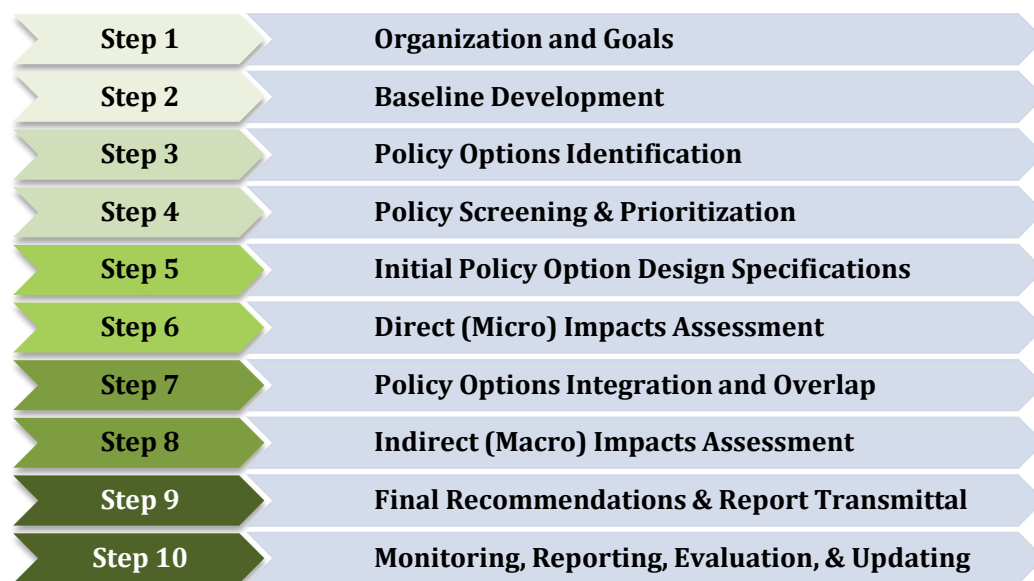 Step 1 Organization and Goals
Step 2 Baseline Development
Step 3 Policy Options Identification
Step 4 Policy Screening & Prioritization
Step 5 Initial Policy Option Design Specifications
Step 6 Direct (Micro) Impacts Assessment
Step 7 Policy Options Integration and Overlap
Step 8 Indirect (Macro) Impacts Assessment
Step 9 Final Recommendations & Report Transmittal
Step 10 Monitoring, Reporting, Evaluation, & Updating